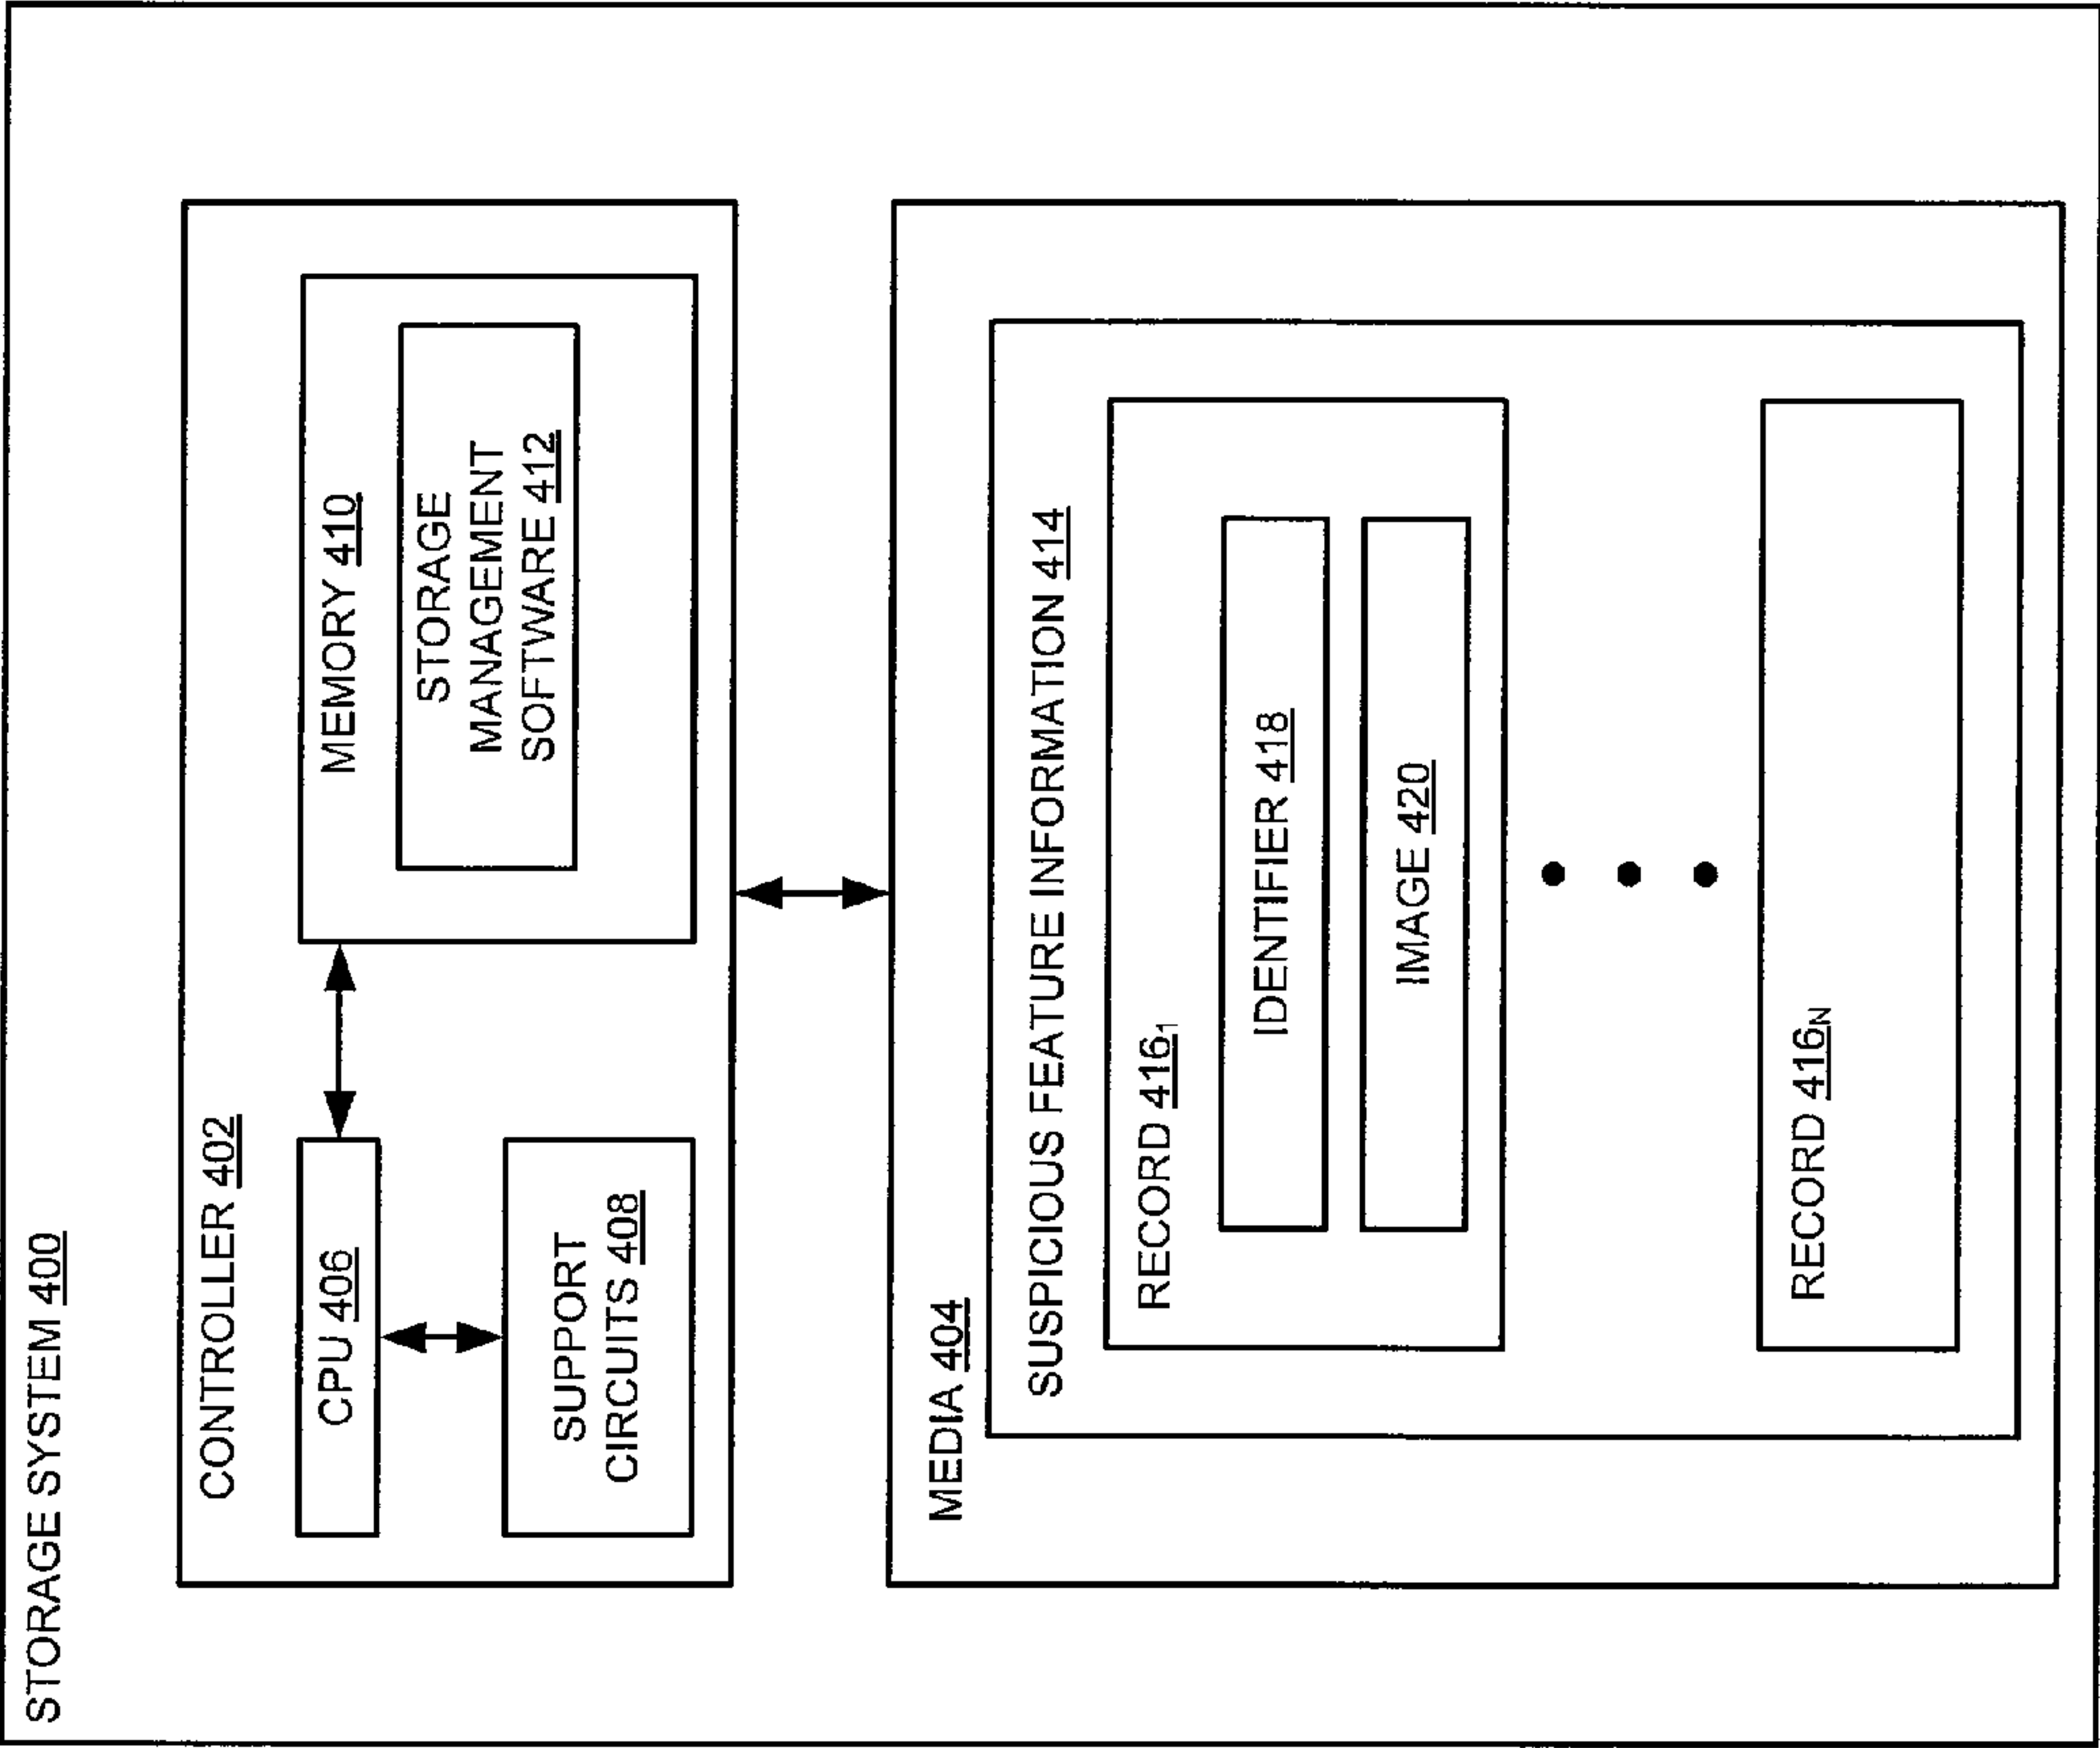 STORAGE SYSTEM 400
CONTROLLER 402
CPU 406
SUPPORT
CIRCUITS 408
MEMORY 410
STORAGE
MANAGEMENT
SOFTWARE 412
MEDIA 404
SUSPICIOUS FEATURE INFORMATION 414
RECORD 416₁
IDENTIFIER 418
IMAGE 420
RECORD 416N